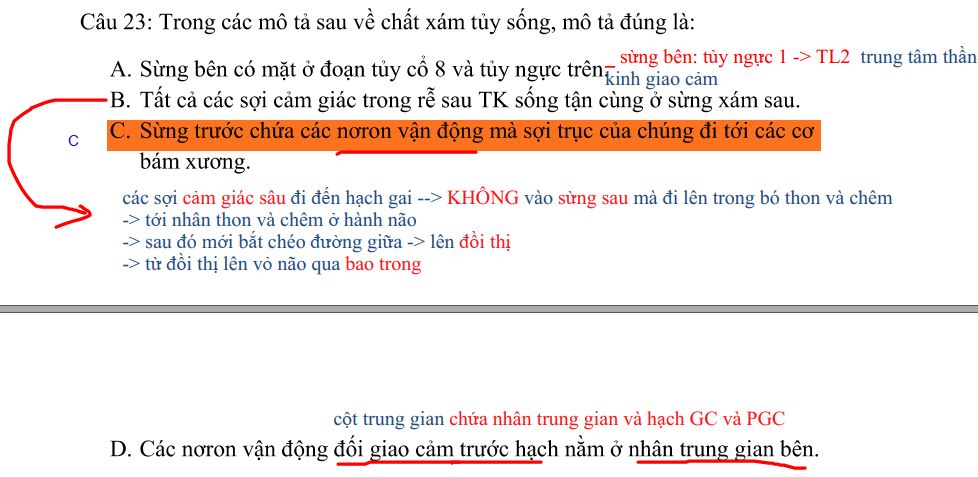 Câu 23: Trong các mô tả sau về chất xám tủy sống, mô tả đúng là:
sừng bên: tủy ngực 1 -> TL2 trung tâm thần
A. Sừng bên có mặt ở đoạn tủy cổ 8 và tủy ngực trên.
kinh giao cảm
B. Tất cả các sợi cảm giác trong rễ sau TK sống tận cùng ở sừng xám sau.
C. Sừng trước chứa các nơron vận động mà sợi trục của chúng đi tới các cơ
C
bám xương.
các sợi cảm giác sâu đi đến hạch gai --> KHÔNG vào sừng sau mà đi lên trong bó thon và chêm
-> tới nhân thon và chêm ở hành não
-> sau đó mới bắt chéo đường giữa -> lên đồi thị
-> từ đồi thị lên vỏ não qua bao trong
cột trung gian chứa nhân trung gian và hạch GC và PGC
D. Các nơron vận động đối giao cảm trước hạch nằm ở nhân trung gian bên.